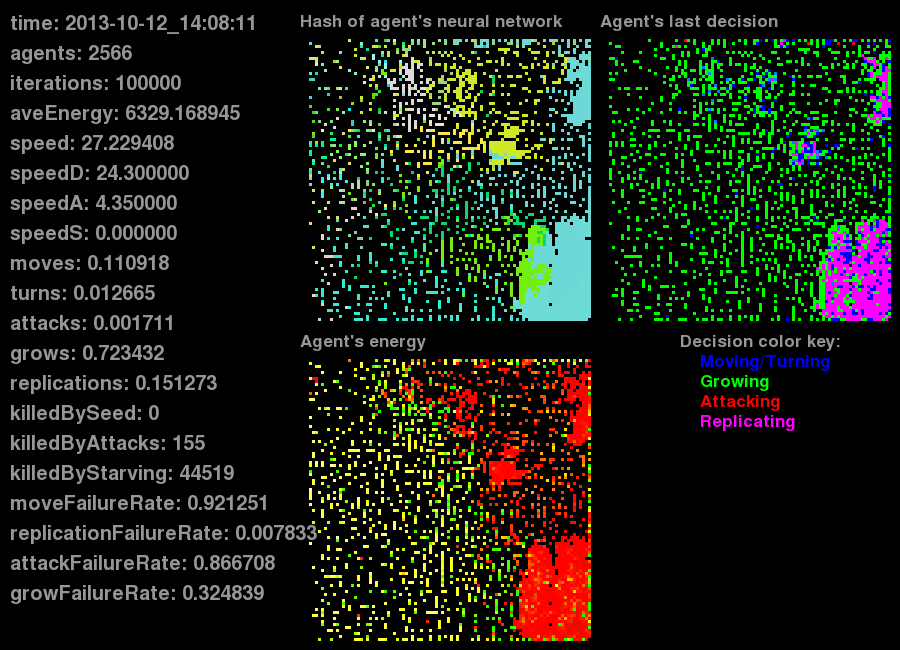 time: 2013-10-12_14:08:11
agents: 2566
iterations: 100000
aveEnergy: 6329.168945
speed: 27.229408
speedD: 24.300000
speedA: 4.350000
speedS: 0.000000
moves: 0.110918
turns: 0.012665
attacks: 0.001711
grows: 0.723432
replications: 0.151273
killedBySeed: 0
killedByAttacks: 155
killedByStarving: 44519
moveFailureRate: 0.921251
replicationFailureRate: 0.007833
attackFailureRate: 0.866708
growFailureRate: 0.324839
Hash of agent's neural network
Agent's last decision
Agent's energy
Decision color key:
Moving/Turning
Growing
Attacking
Replicating